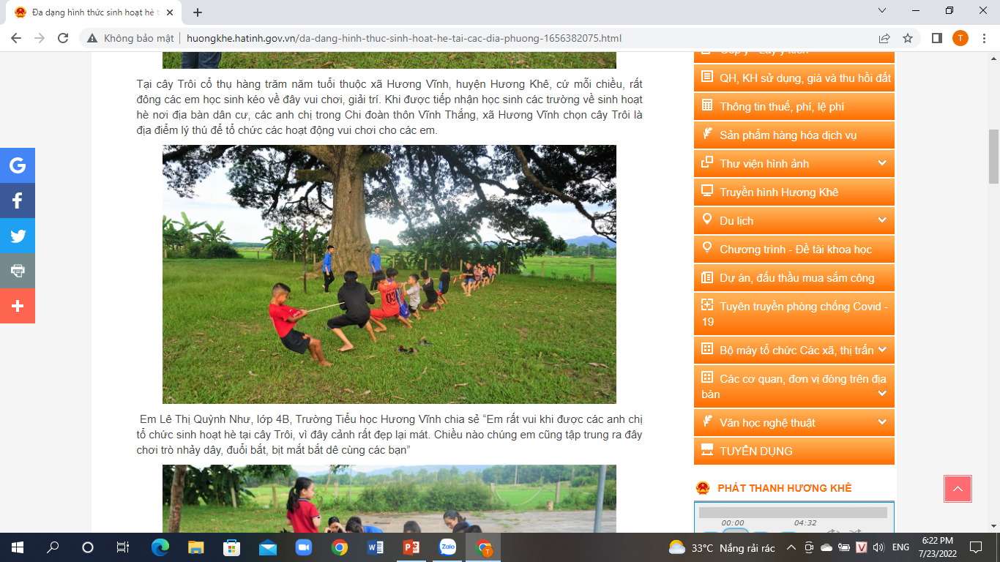 Đa dạng hình thức sinh hoạt hè t
Không bảo mật
huongkhe.hatinh.gov.vn/da-dang-hinh-thuc-sinh-hoat-he-tai-cac-dia-phuong-1656382075.html
T
Tại cây Trôi cổ thụ hàng trăm năm tuổi thuộc xã Hương Vĩnh, huyện Hương Khê, cứ mỗi chiều, rất
đông các em học sinh kéo về đây vui chơi, giải trí. Khi được tiếp nhận học sinh các trường về sinh hoạt
hè nơi địa bàn dân cư, các anh chị trong Chi đoàn thôn Vĩnh Thắng, xã Hương Vĩnh chọn cây Trôi là
địa điểm lý thú để tổ chức các hoạt động vui chơi cho các em.
03
Em Lê Thị Quỳnh Như, lớp 4B, Trường Tiểu học Hương Vĩnh chia sẻ “Em rất vui khi được các anh chị
tổ chức sinh hoạt hè tại cây Trôi, vì đây cảnh rất đẹp lại mát. Chiều nào chúng em cũng tập trung ra đây
chơi trò nhảy dây, đuổi bắt, bịt mắt bắt dê cùng các bạn”
QH, KH sử dụng, giá và thu hồi đất
Thông tin thuế, phí, lệ phí
Sản phẩm hàng hóa dịch vụ
Thư viện hình ảnh
Truyền hình Hương Khê
Du lịch
Chương trình - Đề tài khoa học
Dự án, đấu thầu mua sắm công
Tuyên truyền phòng chống Covid -
19
Bộ máy tổ chức Các xã, thị trấn
Các cơ quan, đơn vị đóng trên địa
bàn
Văn học nghệ thuật
TUYỂN DỤNG
PHÁT THANH HƯƠNG KHÊ
00:00 04:32
Zalo
T
33°C Nắng rải rác
ENG
6:22 PM
7/23/2022